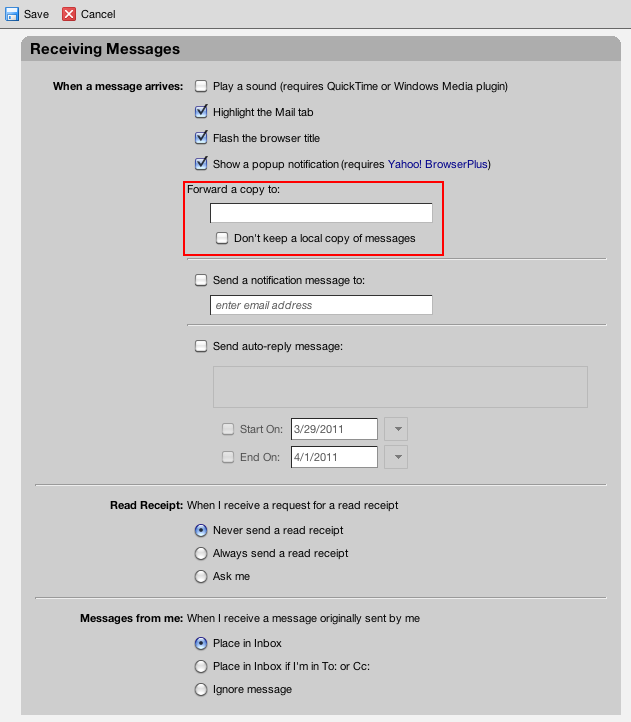 Save Cancel
Receiving Messages
When a message arrives: Play a sound (requires QuickTime or Windows Media plugin)
Highlight the Mail tab
Flash the browser title
Show a popup notification (requires Yahoo! BrowserPlus)
Forward a copy to:
Don't keep a local copy of messages
Send a notification message to:
enter email address
Send auto-reply message:
Start On: 3/29/2011
End On: 4/1/2011
Read Receipt: When I receive a request for a read receipt
Never send a read receipt
Always send a read receipt
Ask me
Messages from me: When I receive a message originally sent by me
Place in Inbox
Place in Inbox if I'm in To: or Cc:
Ignore message